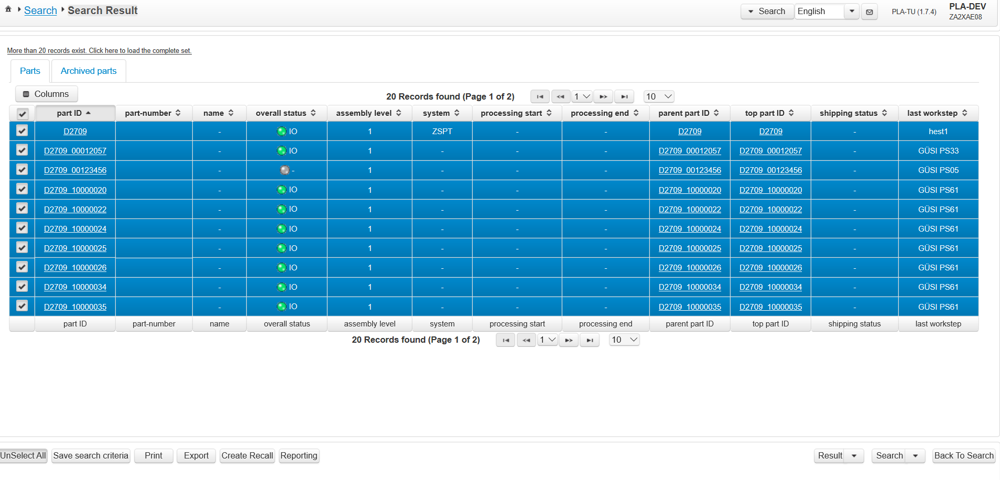 Search Search Result Search English PLA-TU (1.7.4) PLA-DEV
ZA2XAE08
More than 20 records exist. Click here to load the complete set.
Parts Archived parts
Columns 20 Records found (Page 1 of 2) 1 10
part ID part-number name overall status assembly level system processing start processing end parent part ID top part ID shipping status last workstep
D2709 - IO 1 ZSPT - - D2709 D2709 - hest1
D2709_00012057 - IO 1 - - - D2709_00012057 D2709_00012057 - GÜSI PS33
D2709_00123456 - - 1 - - - D2709_00123456 D2709_00123456 - GÜSI PS05
D2709_10000020 - IO 1 - - - D2709_10000020 D2709_10000020 - GÜSI PS61
D2709_10000022 - IO 1 - - - D2709_10000022 D2709_10000022 - GÜSI PS61
D2709_10000024 - IO 1 - - - D2709_10000024 D2709_10000024 - GÜSI PS61
D2709_10000025 - IO 1 - - - D2709_10000025 D2709_10000025 - GÜSI PS61
D2709_10000026 - IO 1 - - - D2709_10000026 D2709_10000026 - GÜSI PS61
D2709_10000034 - IO 1 - - - D2709_10000034 D2709_10000034 - GÜSI PS61
D2709_10000035 - IO 1 - - - D2709_10000035 D2709_10000035 - GÜSI PS61
part ID part-number name overall status assembly level system processing start processing end parent part ID top part ID shipping status last workstep
20 Records found (Page 1 of 2) 1 10
UnSelect All Save search criteria Print Export Create Recall Reporting Result Search Back To Search